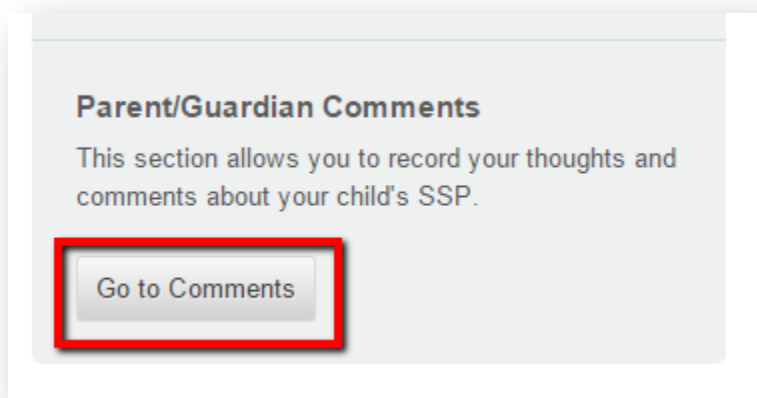 Parent/Guardian Comments
This section allows you to record your thoughts and
comments about your child's SSP.
Go to Comments